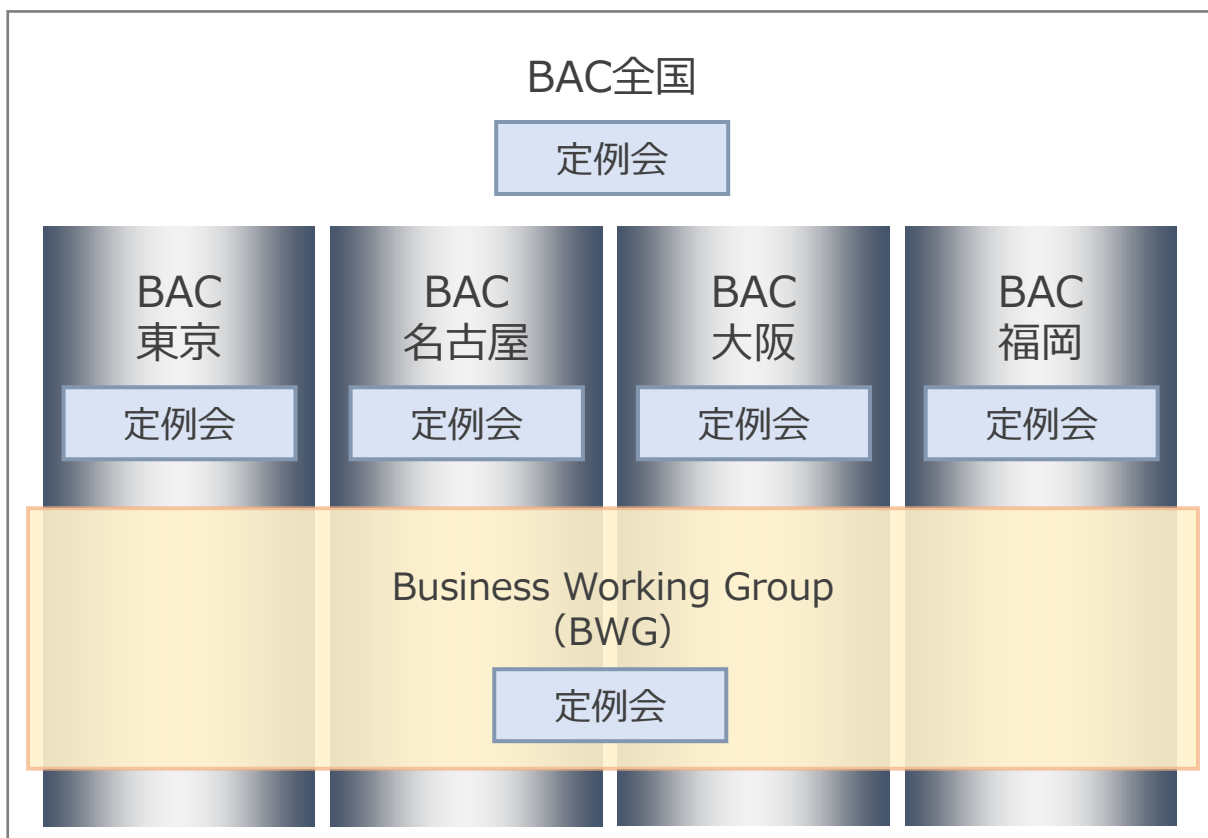 BAC全国
定例会
BAC
東京
定例会
BAC
名古屋
定例会
BAC
大阪
定例会
BAC
福岡
定例会
Business Working Group
（BWG）
定例会